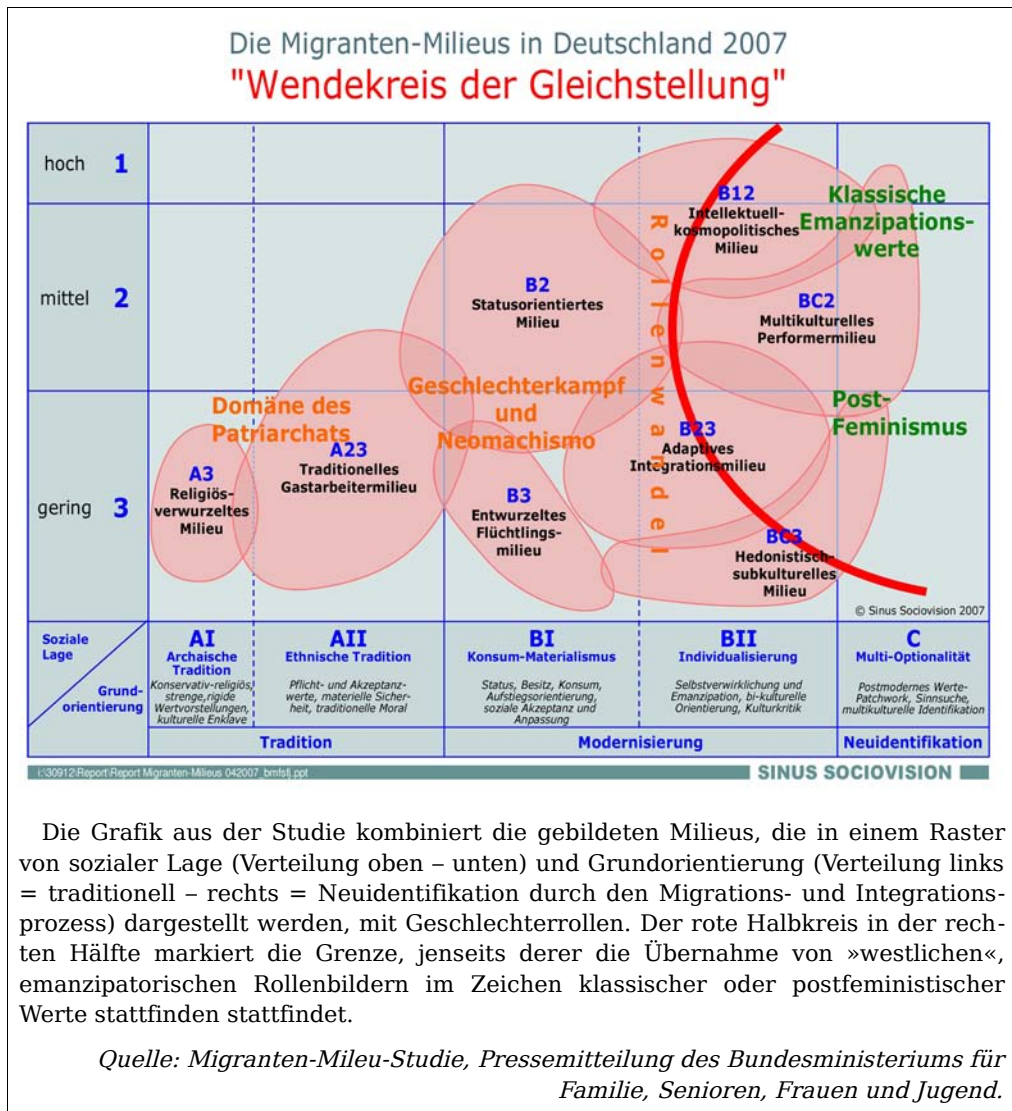 Die Migranten-Milieus in Deutschland 2007
"Wendekreis der Gleichstellung"
hoch 1
mittel 2
gering 3
B12
Intellektuell-
kosmopolitisches
Milieu
Klassische
Emanzipations-
werte
B2
Statusorientiertes
Milieu
Rollenwandel
BC2
Multikulturelles
Performermilieu
Domäne des
Patriarchats
Geschlechterkampf
und
Neomachismo
Post-
Feminismus
A3
Religiös-
verwurzeltes
Milieu
A23
Traditionelles
Gastarbeitermilieu
B3
Entwurzeltes
Flüchtlings-
milieu
B23
Adaptives
Integrationsmilieu
BC3
Hedonistisch-
subkulturelles
Milieu
© Sinus Sociovision 2007
Soziale
Lage
Grund-
orientierung
AI
Archaische
Tradition
Konservativ-religiös,
strenge,rigide
Wertvorstellungen,
kulturelle Enklave
AII
Ethnische Tradition
Pflicht- und Akzeptanz-
werte, materielle Sicher-
heit, traditionelle Moral
BI
Konsum-Materialismus
Status, Besitz, Konsum,
Aufstiegsorientierung,
soziale Akzeptanz und
Anpassung
BII
Individualisierung
Selbstverwirklichung und
Emanzipation, bi-kulturelle
Orientierung, Kulturkritik
C
Multi-Optionalität
Postmodernes Werte-
Patchwork, Sinnsuche,
multikulturelle Identifikation
Tradition
Modernisierung
Neuidentifikation
i:\30912\Report\Report Migranten-Milieus 042007_bmfsfj.ppt
SINUS SOCIOVISION
Die Grafik aus der Studie kombiniert die gebildeten Milieus, die in einem Raster
von sozialer Lage (Verteilung oben – unten) und Grundorientierung (Verteilung links
= traditionell – rechts = Neuidentifikation durch den Migrations- und Integrations-
prozess) dargestellt werden, mit Geschlechterrollen. Der rote Halbkreis in der rech-
ten Hälfte markiert die Grenze, jenseits derer die Übernahme von »westlichen«,
emanzipatorischen Rollenbildern im Zeichen klassischer oder postfeministischer
Werte stattfinden stattfindet.
Quelle: Migranten-Mileu-Studie, Pressemitteilung des Bundesministeriums für
Familie, Senioren, Frauen und Jugend.